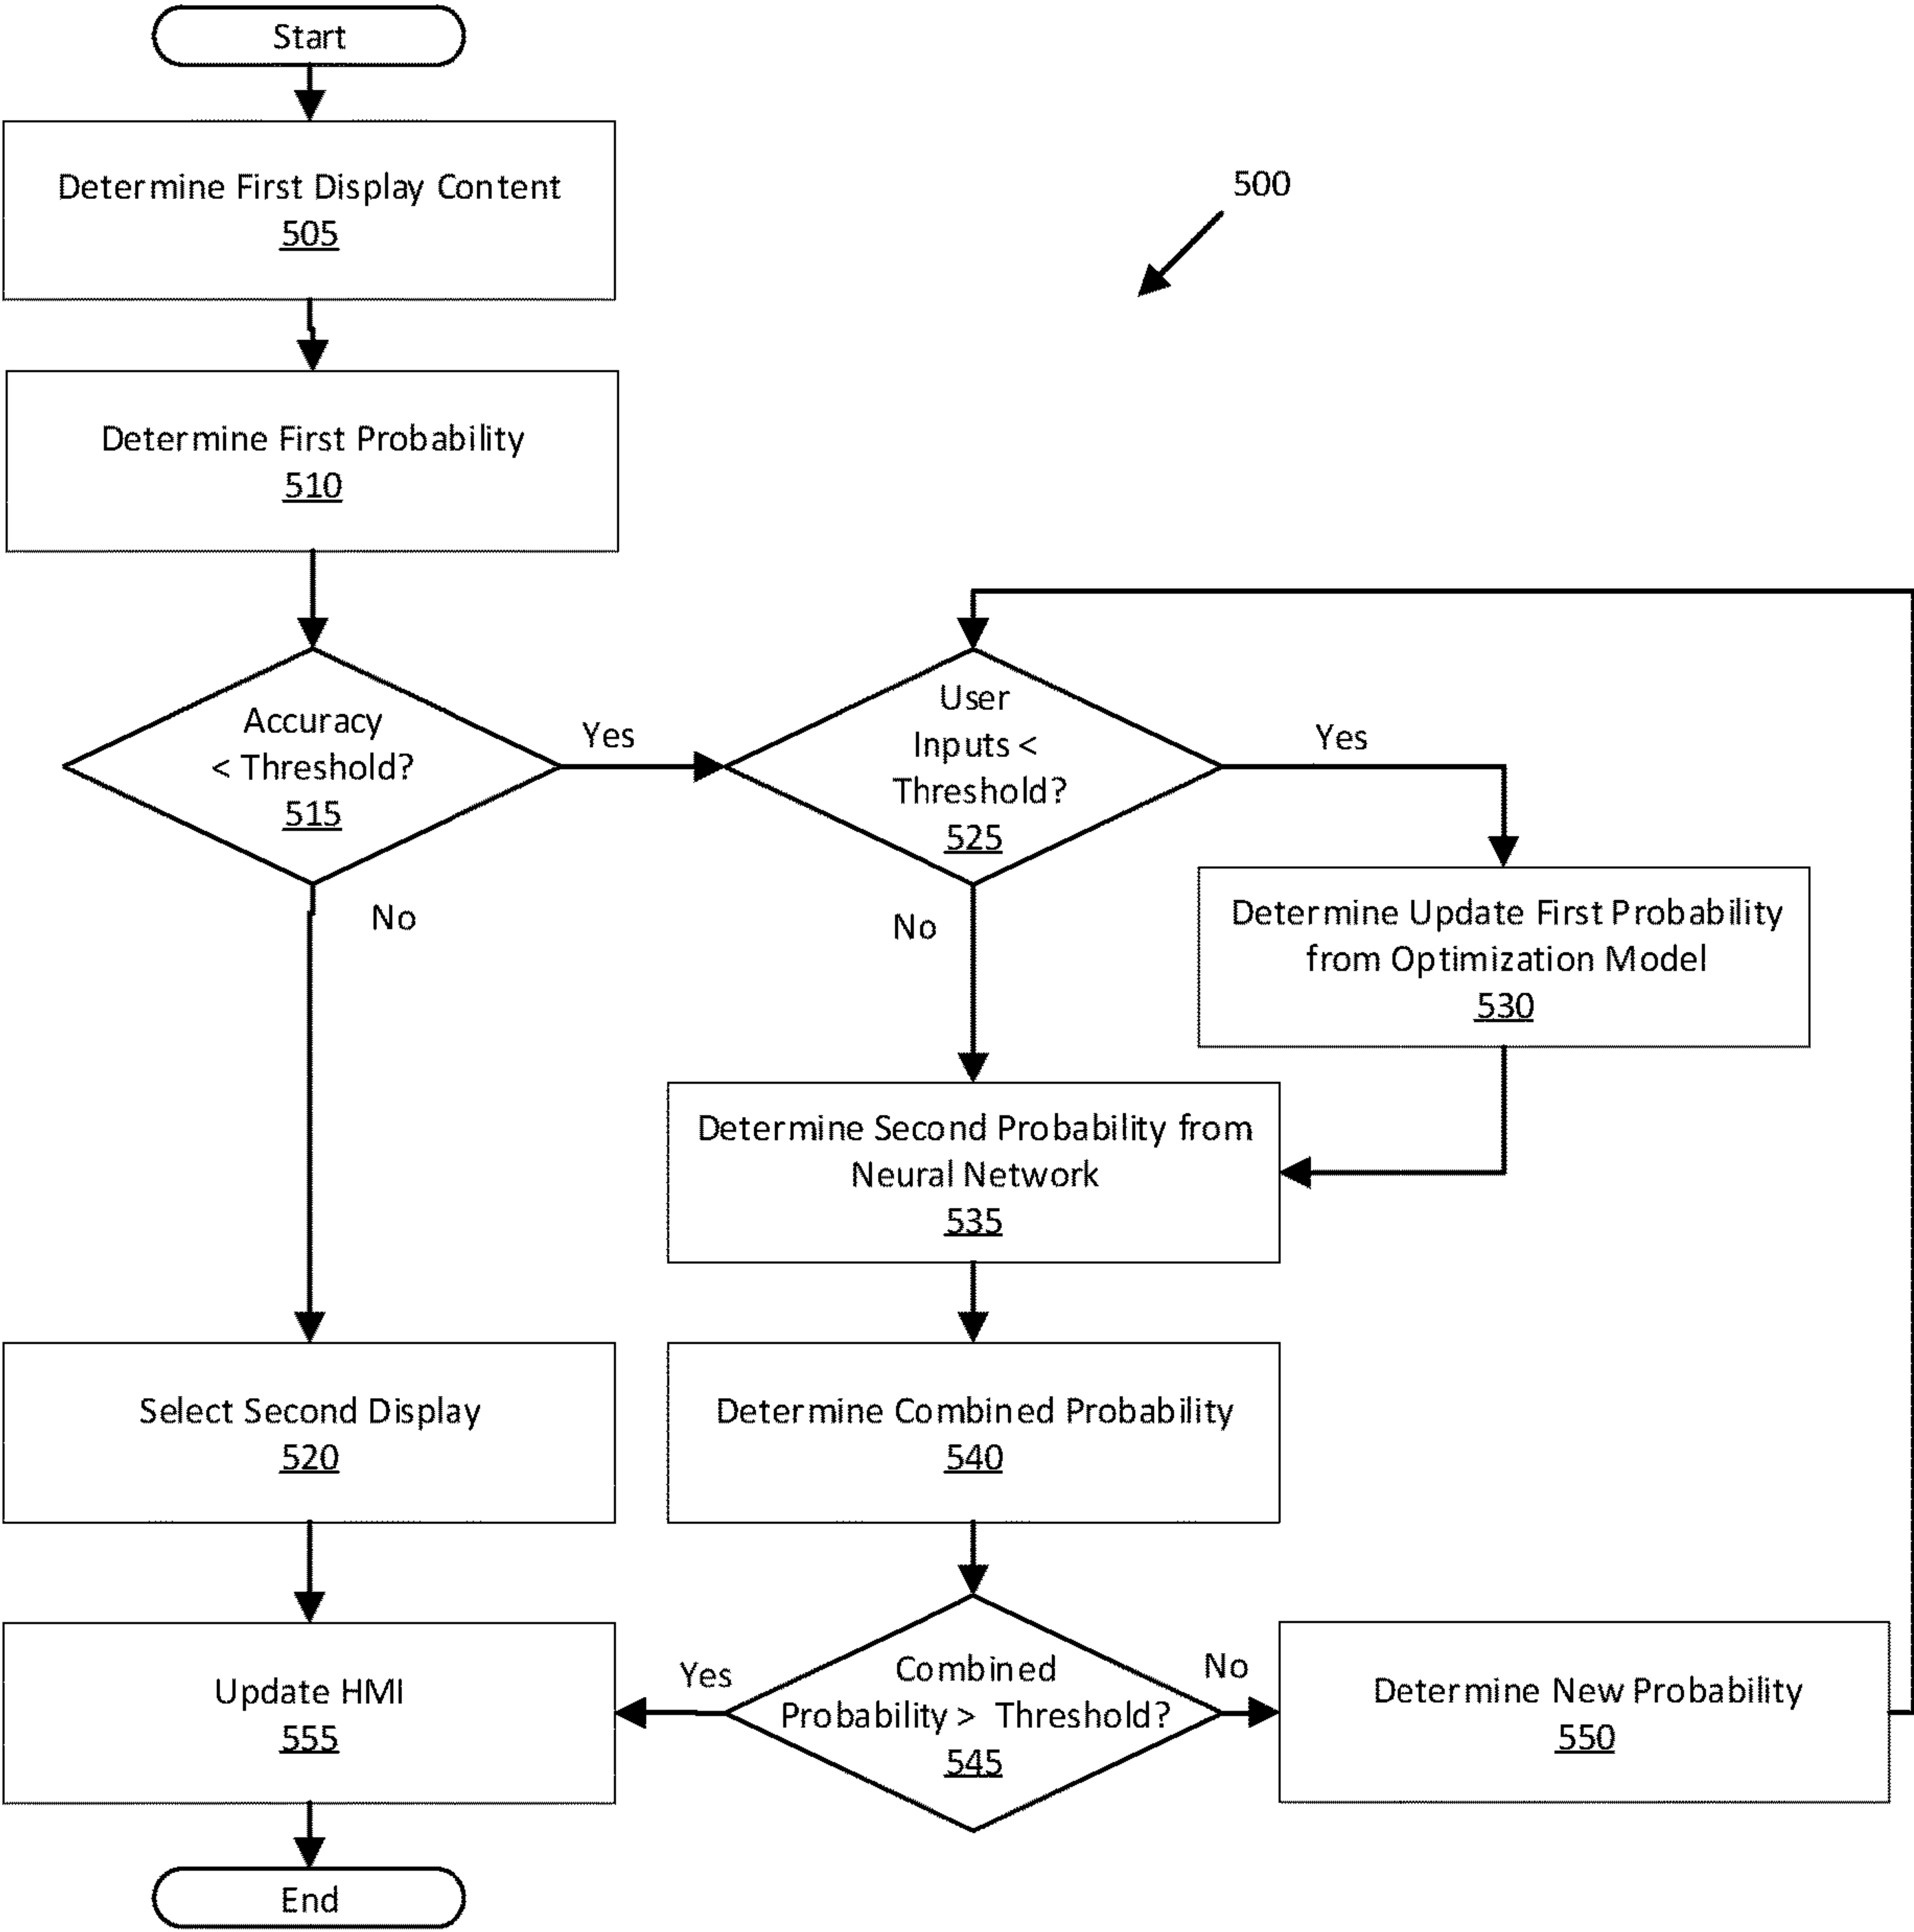 Start
Determine First Display Content
505
500
Determine First Probability
510
Accuracy
< Threshold?
515
Yes
User
Inputs <
Threshold?
525
Yes
No
No
Determine Update First Probability
from Optimization Model
530
Determine Second Probability from
Neural Network
535
Select Second Display
520
Determine Combined Probability
540
Update HMI
555
Yes
Combined
Probability > Threshold?
545
No
Determine New Probability
550
End